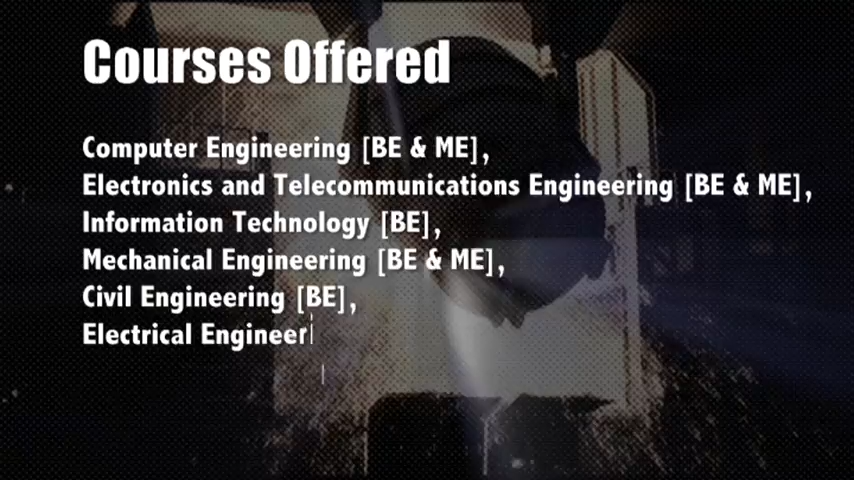 Courses Offered
Computer Engineering [BE & ME],
Electronics and Telecommunications Engineering [BE & ME],
Information Technology [BE],
Mechanical Engineering [BE & ME],
Civil Engineering [BE],
Electrical Engineeri